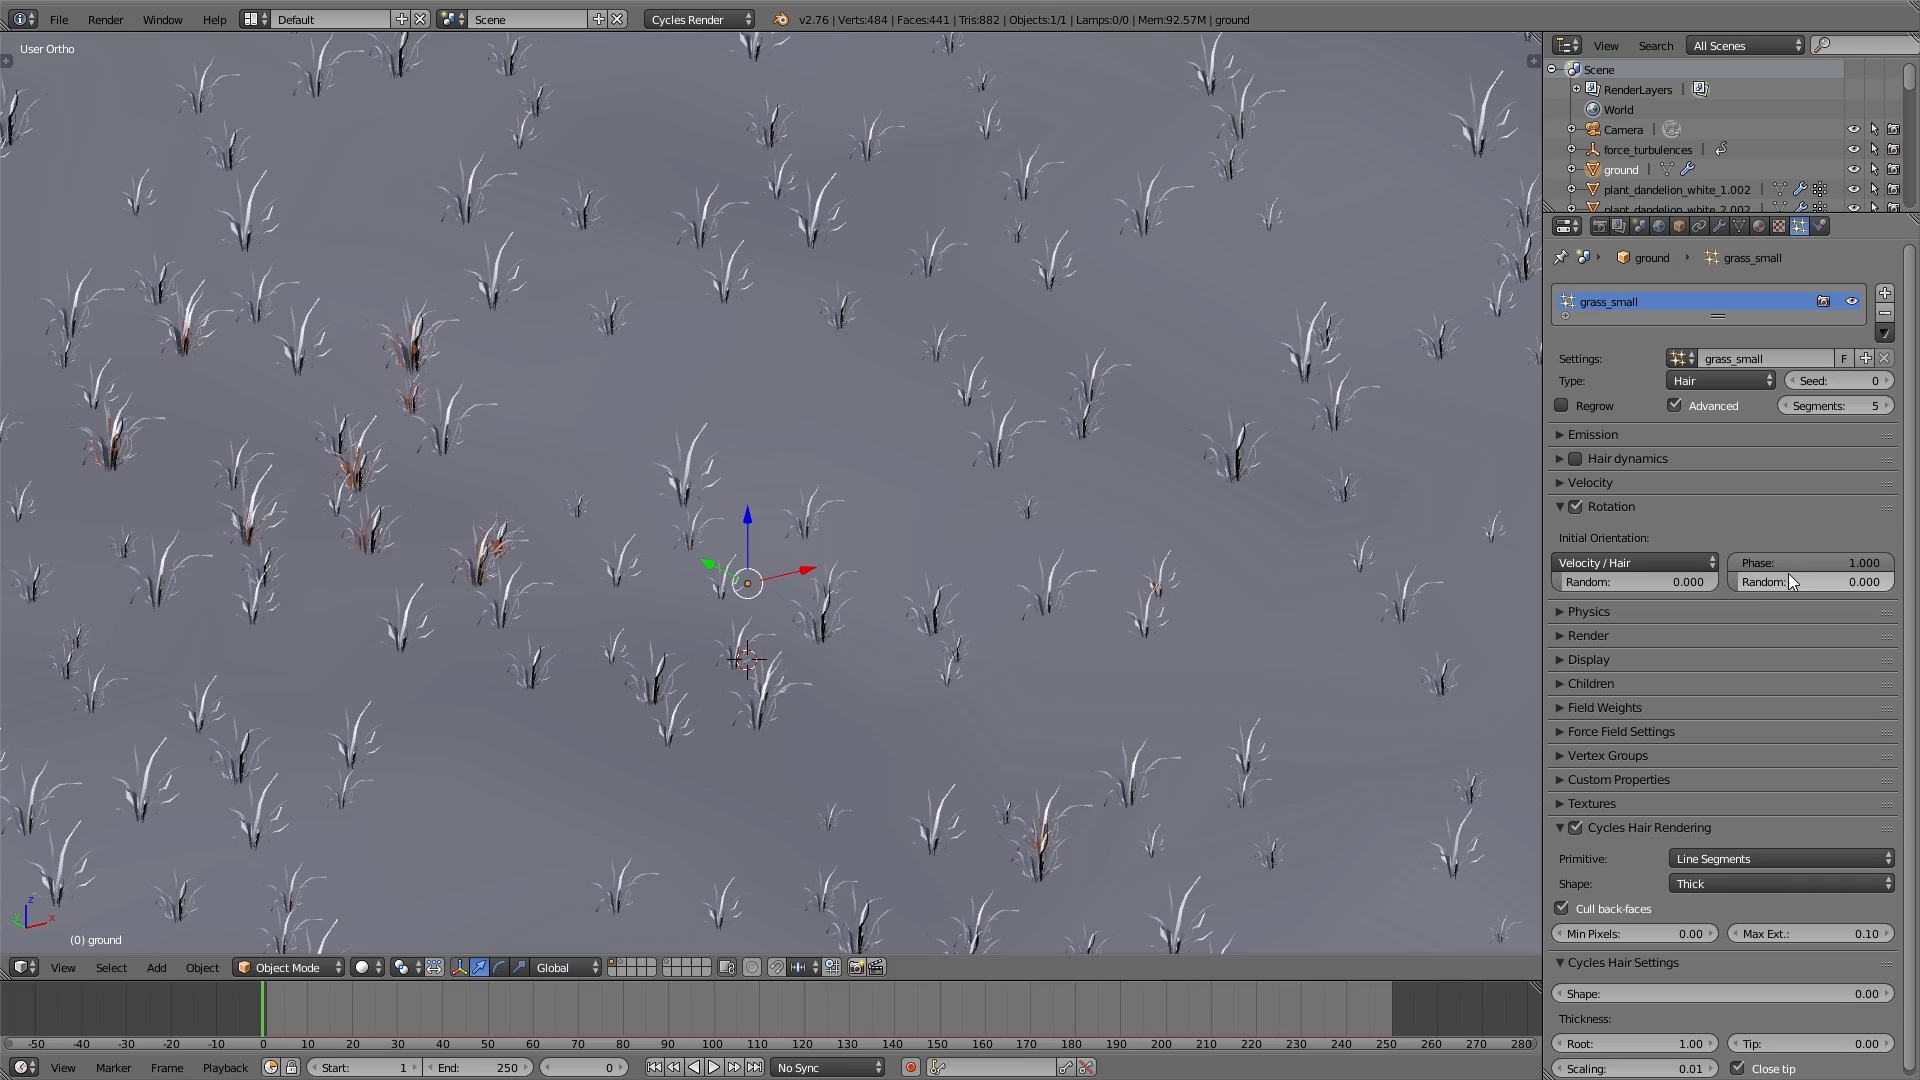 File Render Window Help Default Scene Cycles Render v2.76 | Verts:484 | Faces:441 | Tris:882 | Objects:1/1 | Lamps:0/0 | Mem:92.57M | ground
User Ortho
View Search All Scenes
Scene
RenderLayers
World
Camera
force_turbulences
ground
plant_dandelion_white_1.002
plant_dandelion_white_2.002
ground grass_small
grass_small
Settings: grass_small F
Type: Hair Seed: 0
Regrow Advanced Segments: 5
Emission
Hair dynamics
Velocity
Rotation
Initial Orientation:
Velocity / Hair Phase: 1.000
Random: 0.000 Random: 0.000
Physics
Render
Display
Children
Field Weights
Force Field Settings
Vertex Groups
Custom Properties
Textures
Cycles Hair Rendering
Primitive: Line Segments
Shape: Thick
Cull back-faces
Min Pixels: 0.00 Max Ext.: 0.10
Cycles Hair Settings
Shape: 0.00
Thickness:
Root: 1.00 Tip: 0.00
Scaling: 0.01 Close tip
z
y x
(0) ground
View Select Add Object Object Mode Global
-50 -40 -30 -20 -10 0 10 20 30 40 50 60 70 80 90 100 110 120 130 140 150 160 170 180 190 200 210 220 230 240 250 260 270 280
View Marker Frame Playback Start: 1 End: 250 0 No Sync